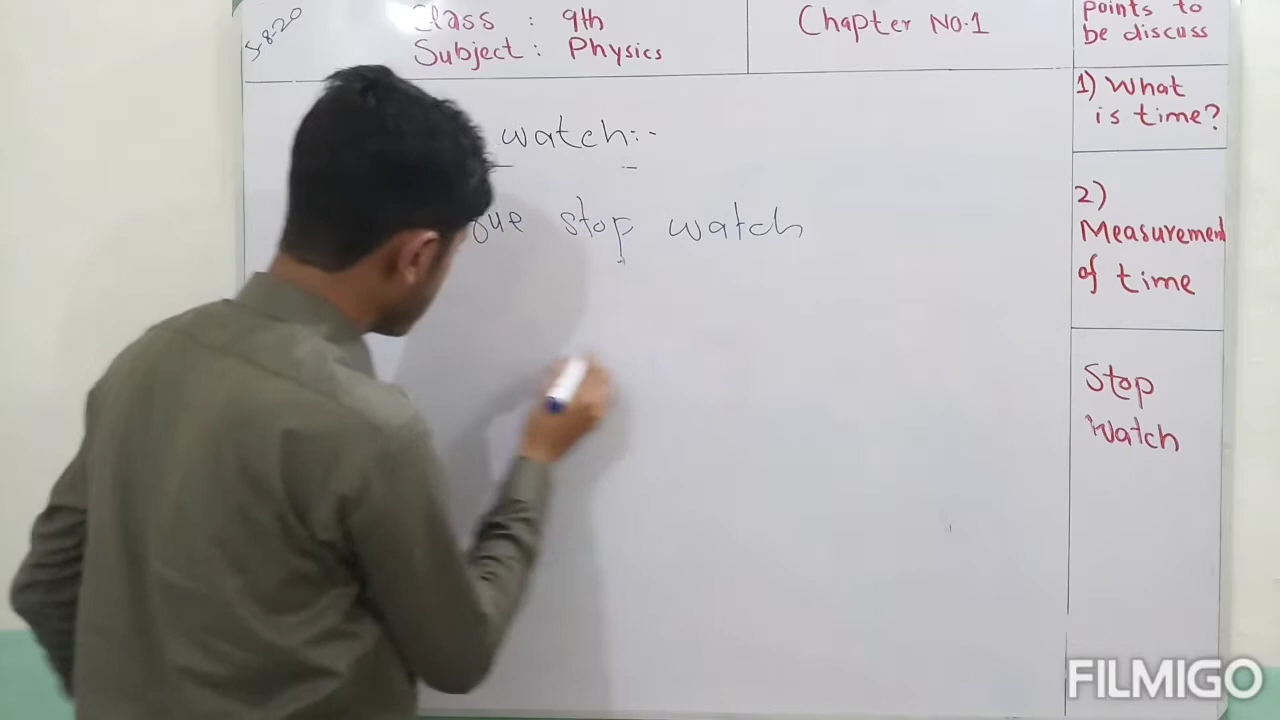 5-8-20
Class : 9th
Subject : Physics
Chapter No.1
points to
be discuss
1) What
is time?
2)
Measurement
of time
Stop
Watch
watch:-
gue stop watch
FILMIGO